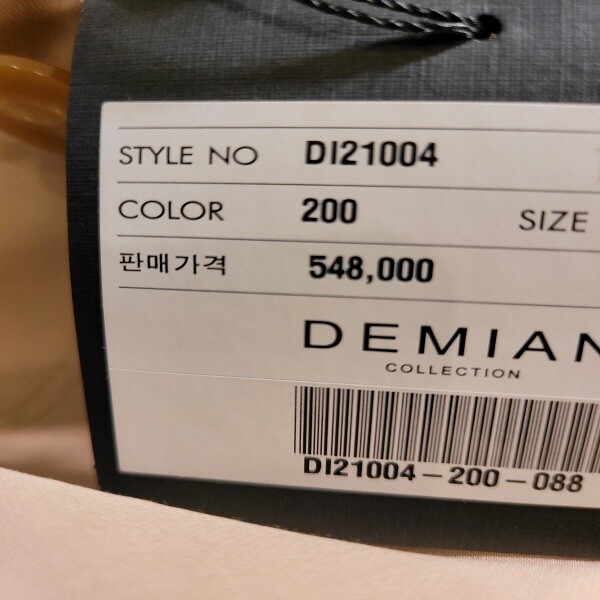 STYLE NO DI21004
COLOR 200 SIZE
판매가격 548,000
DEMIAN
COLLECTION
DI21004-200-088